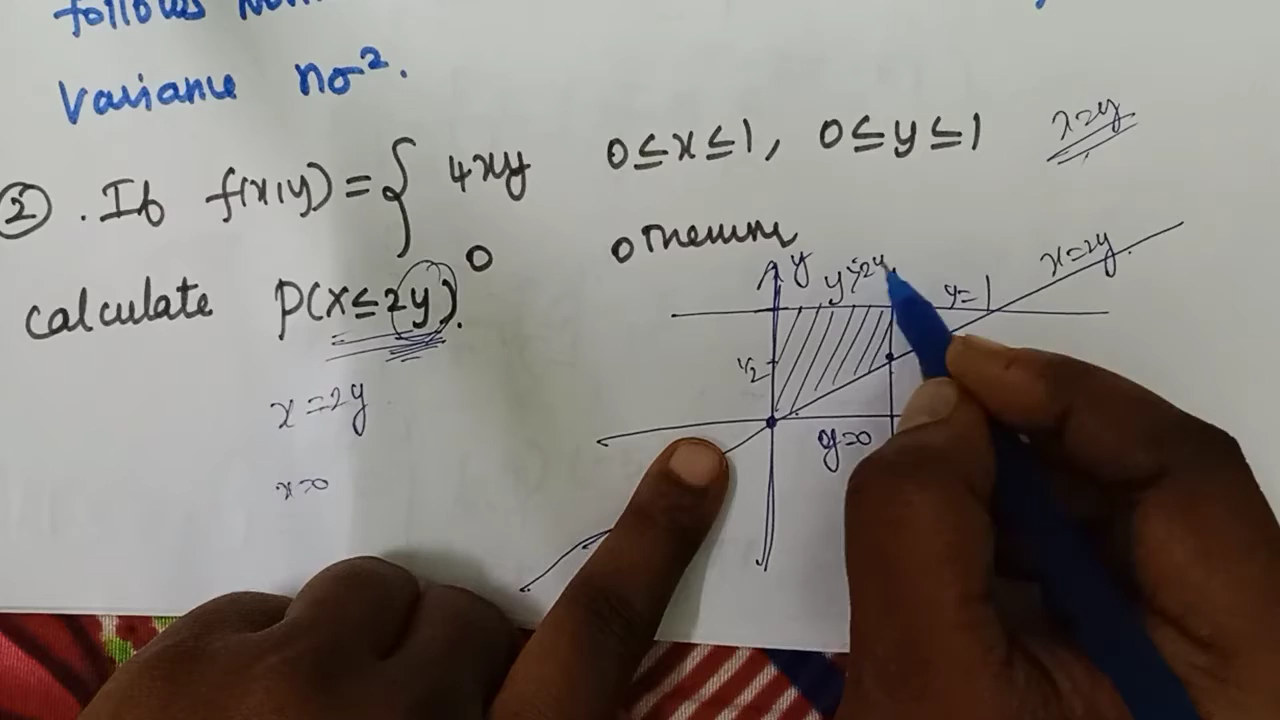 follows
Variance nσ².
② . If f(x,y) = { 4xy 0≤x≤1, 0≤y≤1
0 otherwise
calculate P(x≤2y).
x=2y
x=0
x=2y
y
x=2y
y=1
1/2
y=0